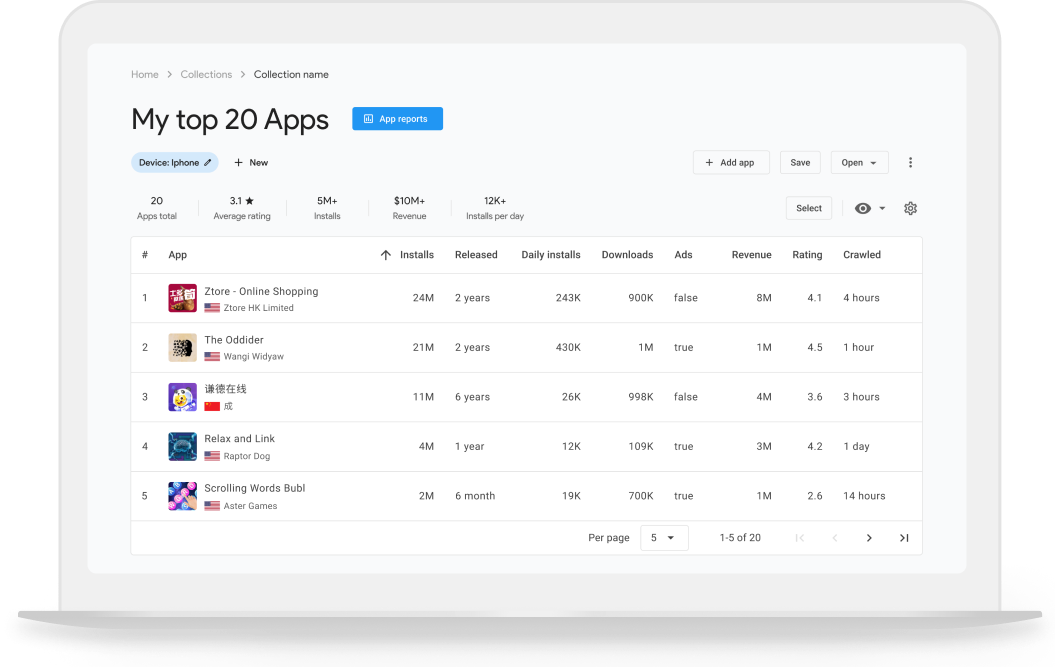 Home > Collections > Collection name
My top 20 Apps App reports
Device: Iphone + New + Add app Save Open
20 3.1 ★ 5M+ $10M+ 12K+
Apps total Average rating Installs Revenue Installs per day Select
# App ↑ Installs Released Daily installs Downloads Ads Revenue Rating Crawled
1 Ztore - Online Shopping 24M 2 years 243K 900K false 8M 4.1 4 hours
Ztore HK Limited
2 The Oddider 21M 2 years 430K 1M true 1M 4.5 1 hour
Wangi Widyaw
3 谦德在线 11M 6 years 26K 998K false 4M 3.6 3 hours
成
4 Relax and Link 4M 1 year 12K 109K true 3M 4.2 1 day
Raptor Dog
5 Scrolling Words Bubl 2M 6 month 19K 700K true 1M 2.6 14 hours
Aster Games
Per page 5 1-5 of 20